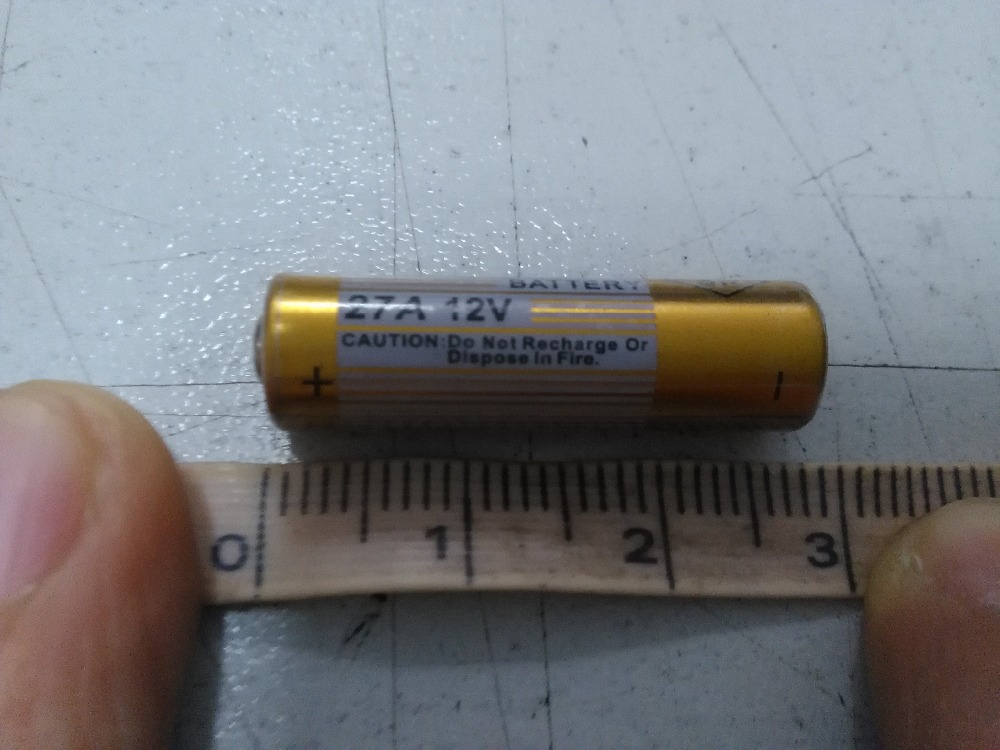 BATTERY
27A 12V
CAUTION:Do Not Recharge Or
Dispose In Fire.
+ -
0 1 2 3